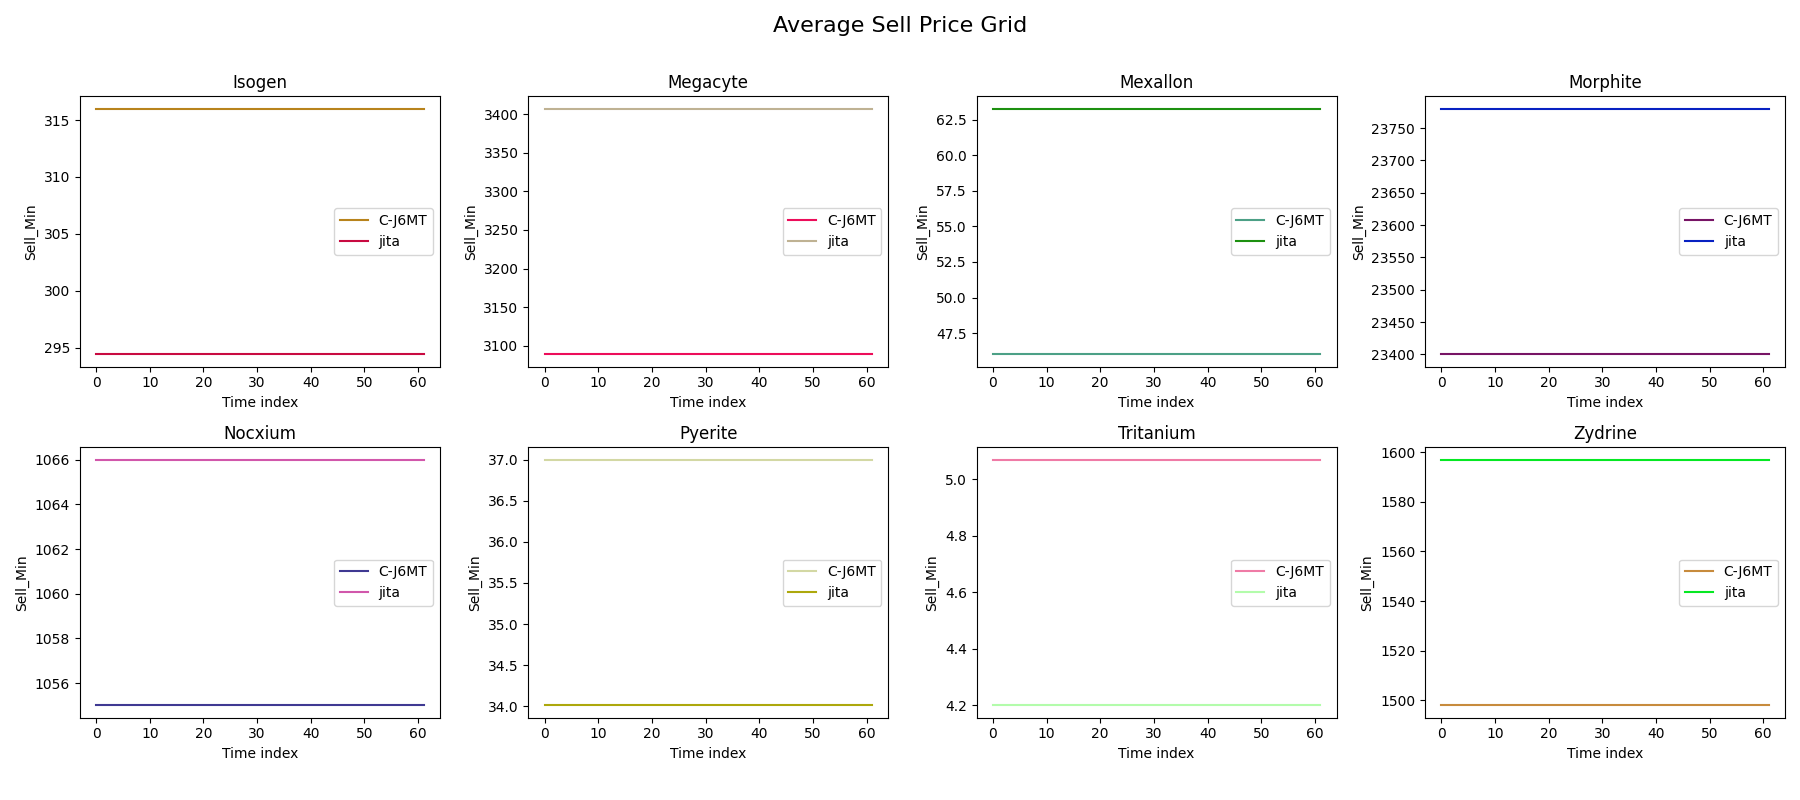 Average Sell Price Grid
Isogen
Sell_Min
315
310
305
300
295
C-J6MT
jita
0 10 20 30 40 50 60
Time index
Megacyte
Sell_Min
3400
3350
3300
3250
3200
3150
3100
C-J6MT
jita
0 10 20 30 40 50 60
Time index
Mexallon
Sell_Min
62.5
60.0
57.5
55.0
52.5
50.0
47.5
C-J6MT
jita
0 10 20 30 40 50 60
Time index
Morphite
Sell_Min
23750
23700
23650
23600
23550
23500
23450
23400
C-J6MT
jita
0 10 20 30 40 50 60
Time index
Nocxium
Sell_Min
1066
1064
1062
1060
1058
1056
C-J6MT
jita
0 10 20 30 40 50 60
Time index
Pyerite
Sell_Min
37.0
36.5
36.0
35.5
35.0
34.5
34.0
C-J6MT
jita
0 10 20 30 40 50 60
Time index
Tritanium
Sell_Min
5.0
4.8
4.6
4.4
4.2
C-J6MT
jita
0 10 20 30 40 50 60
Time index
Zydrine
Sell_Min
1600
1580
1560
1540
1520
1500
C-J6MT
jita
0 10 20 30 40 50 60
Time index